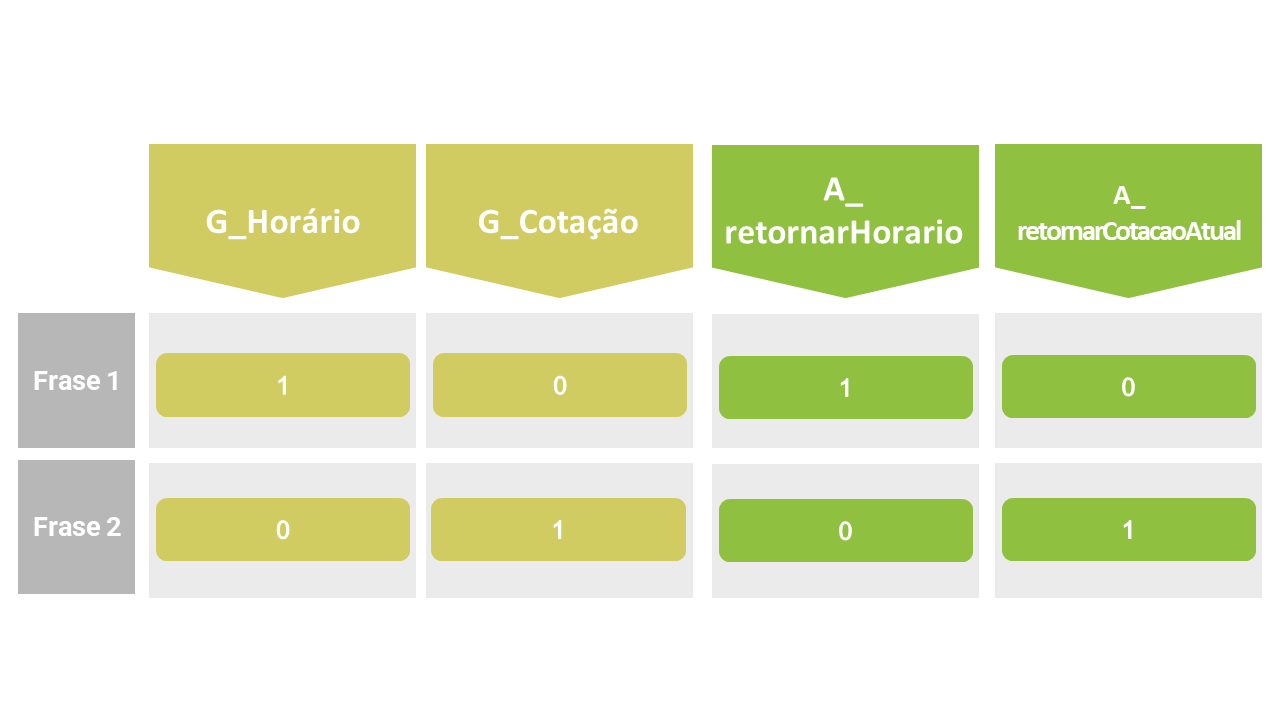 G_Horário
G_Cotação
A_
retornarHorario
A_
retornarCotacaoAtual
Frase 1
1
0
1
0
Frase 2
0
1
0
1